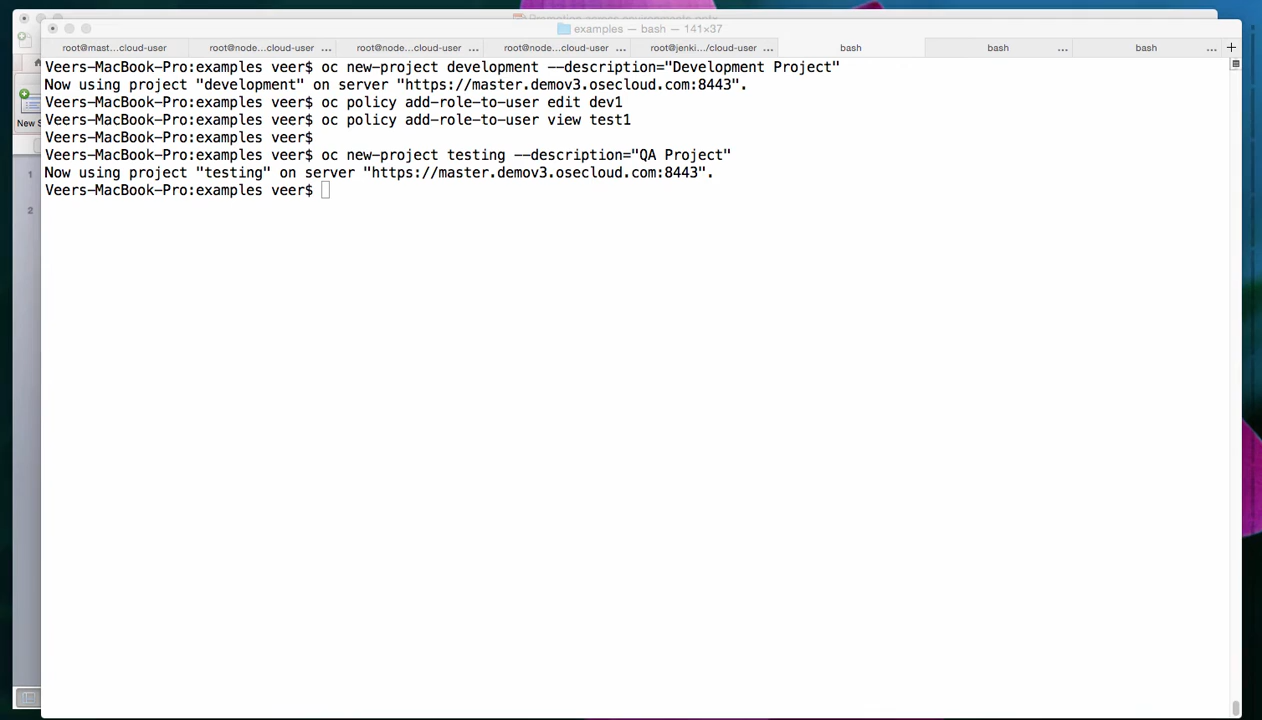 examples — bash — 141×37
root@mast...cloud-user
root@node...cloud-user ...
root@node...cloud-user ...
root@node...cloud-user ...
root@jenki.../cloud-user ...
bash
bash ...
bash ...
Veers-MacBook-Pro:examples veer$ oc new-project development --description="Development Project"
Now using project "development" on server "https://master.demov3.osecloud.com:8443".
Veers-MacBook-Pro:examples veer$ oc policy add-role-to-user edit dev1
Veers-MacBook-Pro:examples veer$ oc policy add-role-to-user view test1
Veers-MacBook-Pro:examples veer$
Veers-MacBook-Pro:examples veer$ oc new-project testing --description="QA Project"
Now using project "testing" on server "https://master.demov3.osecloud.com:8443".
Veers-MacBook-Pro:examples veer$
New S
1
2